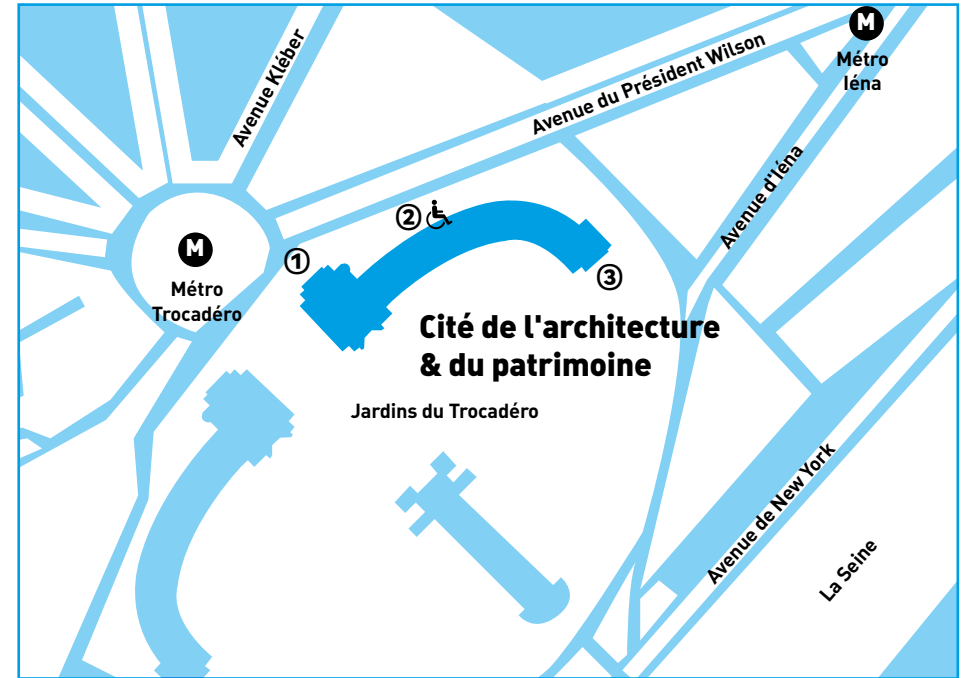 M
Métro
Iéna
Avenue Kléber
Avenue du Président Wilson
Avenue d'Iéna
②
①
M
Métro
Trocadéro
③
Cité de l'architecture
& du patrimoine
Jardins du Trocadéro
Avenue de New York
La Seine